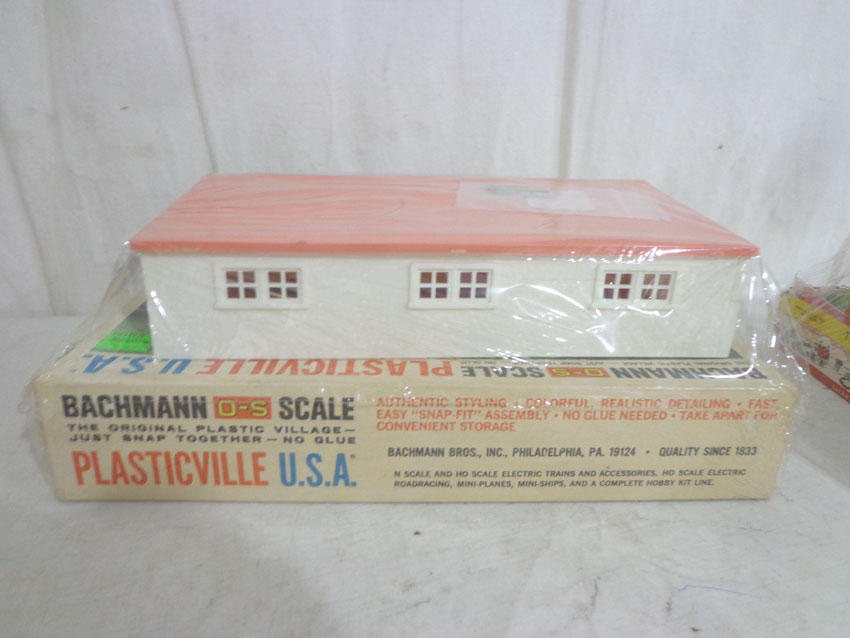 BACHMANN O-S SCALE PLASTICVILLE U.S.A.
BACHMANN O-S SCALE
THE ORIGINAL PLASTIC VILLAGE—
JUST SNAP TOGETHER—NO GLUE
PLASTICVILLE U.S.A.®
AUTHENTIC STYLING • COLORFUL, REALISTIC DETAILING • FAST,
EASY "SNAP-FIT" ASSEMBLY • NO GLUE NEEDED • TAKE APART FOR
CONVENIENT STORAGE
BACHMANN BROS., INC., PHILADELPHIA, PA. 19124 • QUALITY SINCE 1833
N SCALE AND HO SCALE ELECTRIC TRAINS AND ACCESSORIES, HO SCALE ELECTRIC
ROADRACING, MINI-PLANES, MINI-SHIPS, AND A COMPLETE HOBBY KIT LINE.